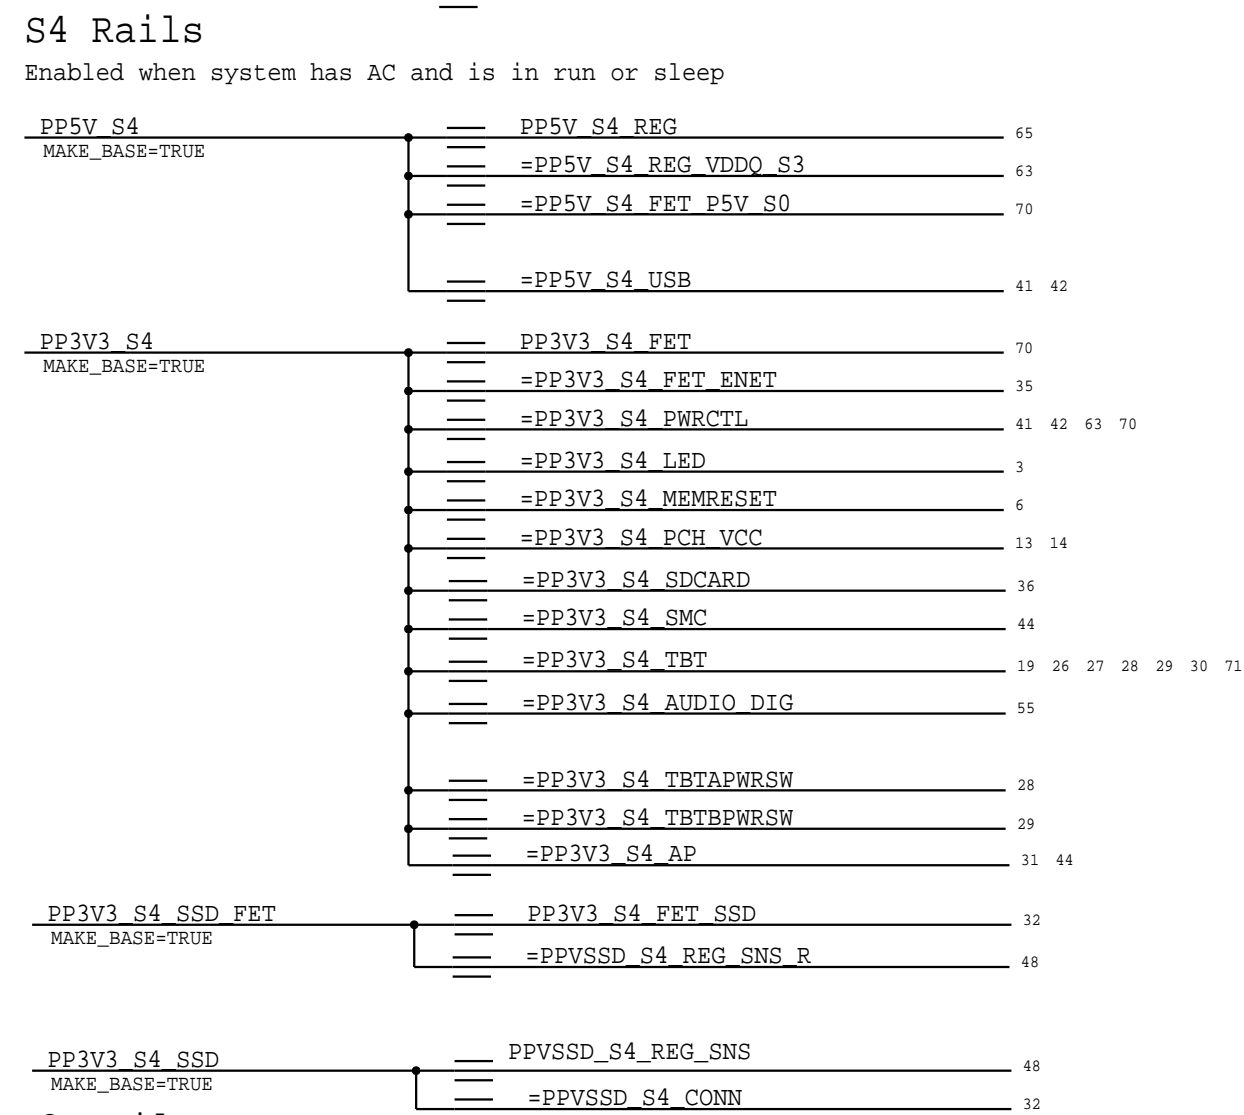 S4 Rails
Enabled when system has AC and is in run or sleep
PP5V_S4 PP5V_S4_REG 65
MAKE_BASE=TRUE
=PP5V_S4_REG_VDDQ_S3 63
=PP5V_S4_FET_P5V_S0 70
=PP5V_S4_USB 41 42
PP3V3_S4 PP3V3_S4_FET 70
MAKE_BASE=TRUE
=PP3V3_S4_FET_ENET 35
=PP3V3_S4_PWRCTL 41 42 63 70
=PP3V3_S4_LED 3
=PP3V3_S4_MEMRESET 6
=PP3V3_S4_PCH_VCC 13 14
=PP3V3_S4_SDCARD 36
=PP3V3_S4_SMC 44
=PP3V3_S4_TBT 19 26 27 28 29 30 71
=PP3V3_S4_AUDIO_DIG 55
=PP3V3_S4_TBTAPWRSW 28
=PP3V3_S4_TBTBPWRSW 29
=PP3V3_S4_AP 31 44
PP3V3_S4_SSD_FET PP3V3_S4_FET_SSD 32
MAKE_BASE=TRUE
=PPVSSD_S4_REG_SNS_R 48
PP3V3_S4_SSD PPVSSD_S4_REG_SNS 48
MAKE_BASE=TRUE
=PPVSSD_S4_CONN 32